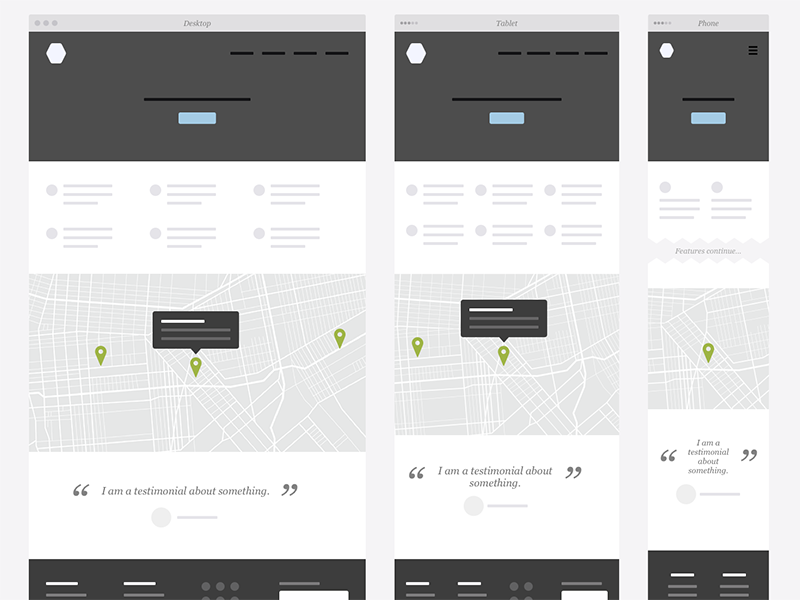 Desktop
Tablet
Phone
Features continue...
“ I am a testimonial about something. ”
“ I am a testimonial about
something. ”
“ I am a
testimonial
about
something. ”